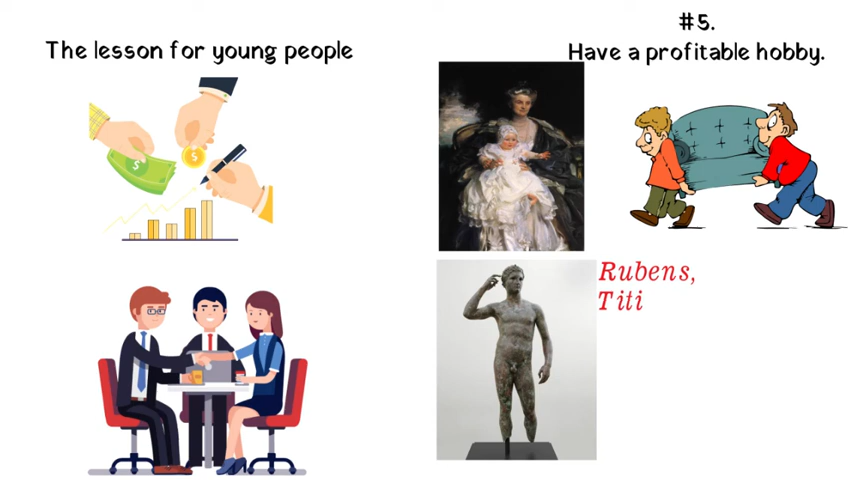 The lesson for young people
#5.
Have a profitable hobby.
Rubens,
Titi